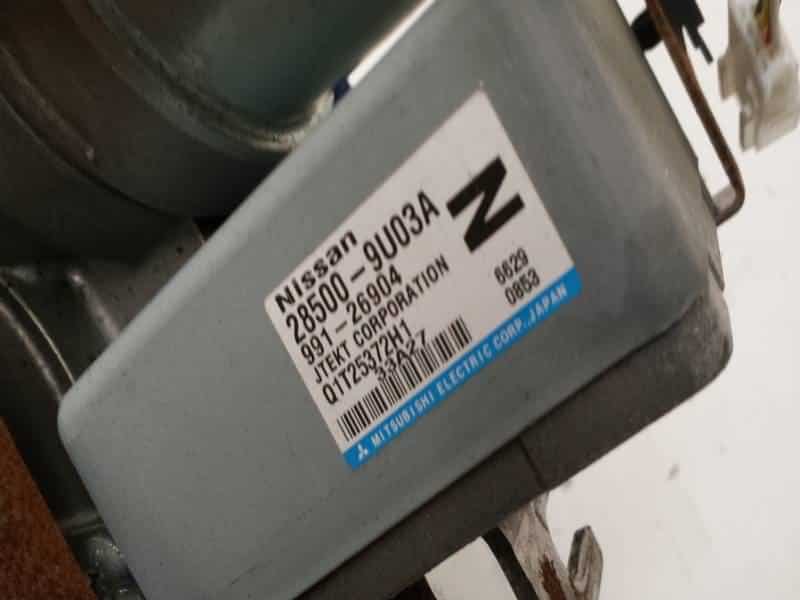 Nissan
28500-9U03A
N
991-26904
JTEKT CORPORATION
Q1T25372H1
33A27
6629
0853
MITSUBISHI ELECTRIC CORP., JAPAN